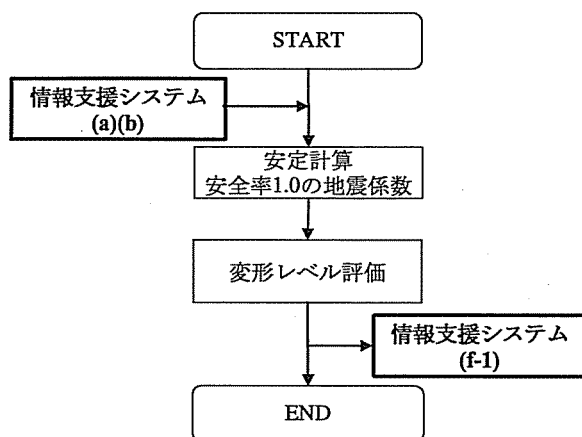 START
情報支援システム
(a)(b)
安定計算
安全率1.0の地震係数
変形レベル評価
情報支援システム
(f-1)
END